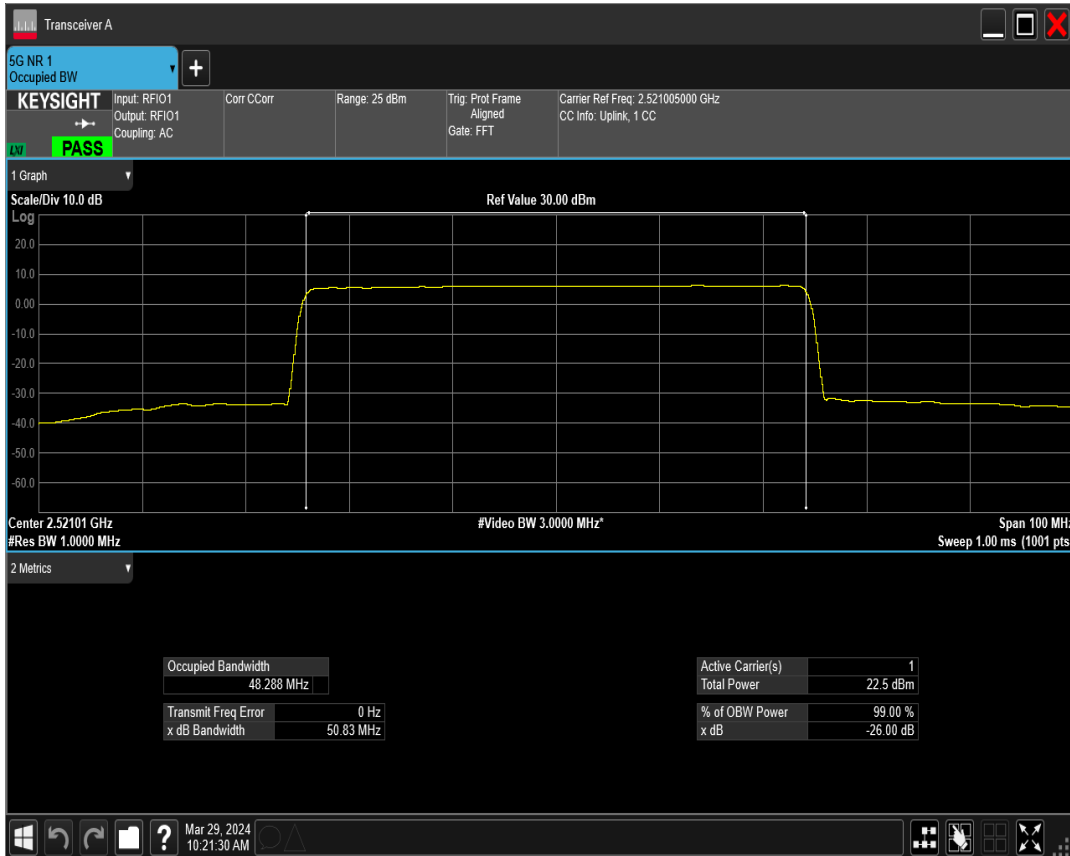 Transceiver A
5G NR 1
Occupied BW
+
KEYSIGHT
LXI
PASS
Input: RFIO1
Output: RFIO1
Coupling: AC
Corr CCorr
Range: 25 dBm
Trig: Prot Frame
Aligned
Gate: FFT
Carrier Ref Freq: 2.521005000 GHz
CC Info: Uplink, 1 CC
1 Graph
Scale/Div 10.0 dB
Ref Value 30.00 dBm
Log
20.0
10.0
0.00
-10.0
-20.0
-30.0
-40.0
-50.0
-60.0
Center 2.52101 GHz
#Video BW 3.0000 MHz*
Span 100 MHz
#Res BW 1.0000 MHz
Sweep 1.00 ms (1001 pts
2 Metrics
Occupied Bandwidth
48.288 MHz
Transmit Freq Error 0 Hz
x dB Bandwidth 50.83 MHz
Active Carrier(s) 1
Total Power 22.5 dBm
% of OBW Power 99.00 %
x dB -26.00 dB
?
Mar 29, 2024
10:21:30 AM